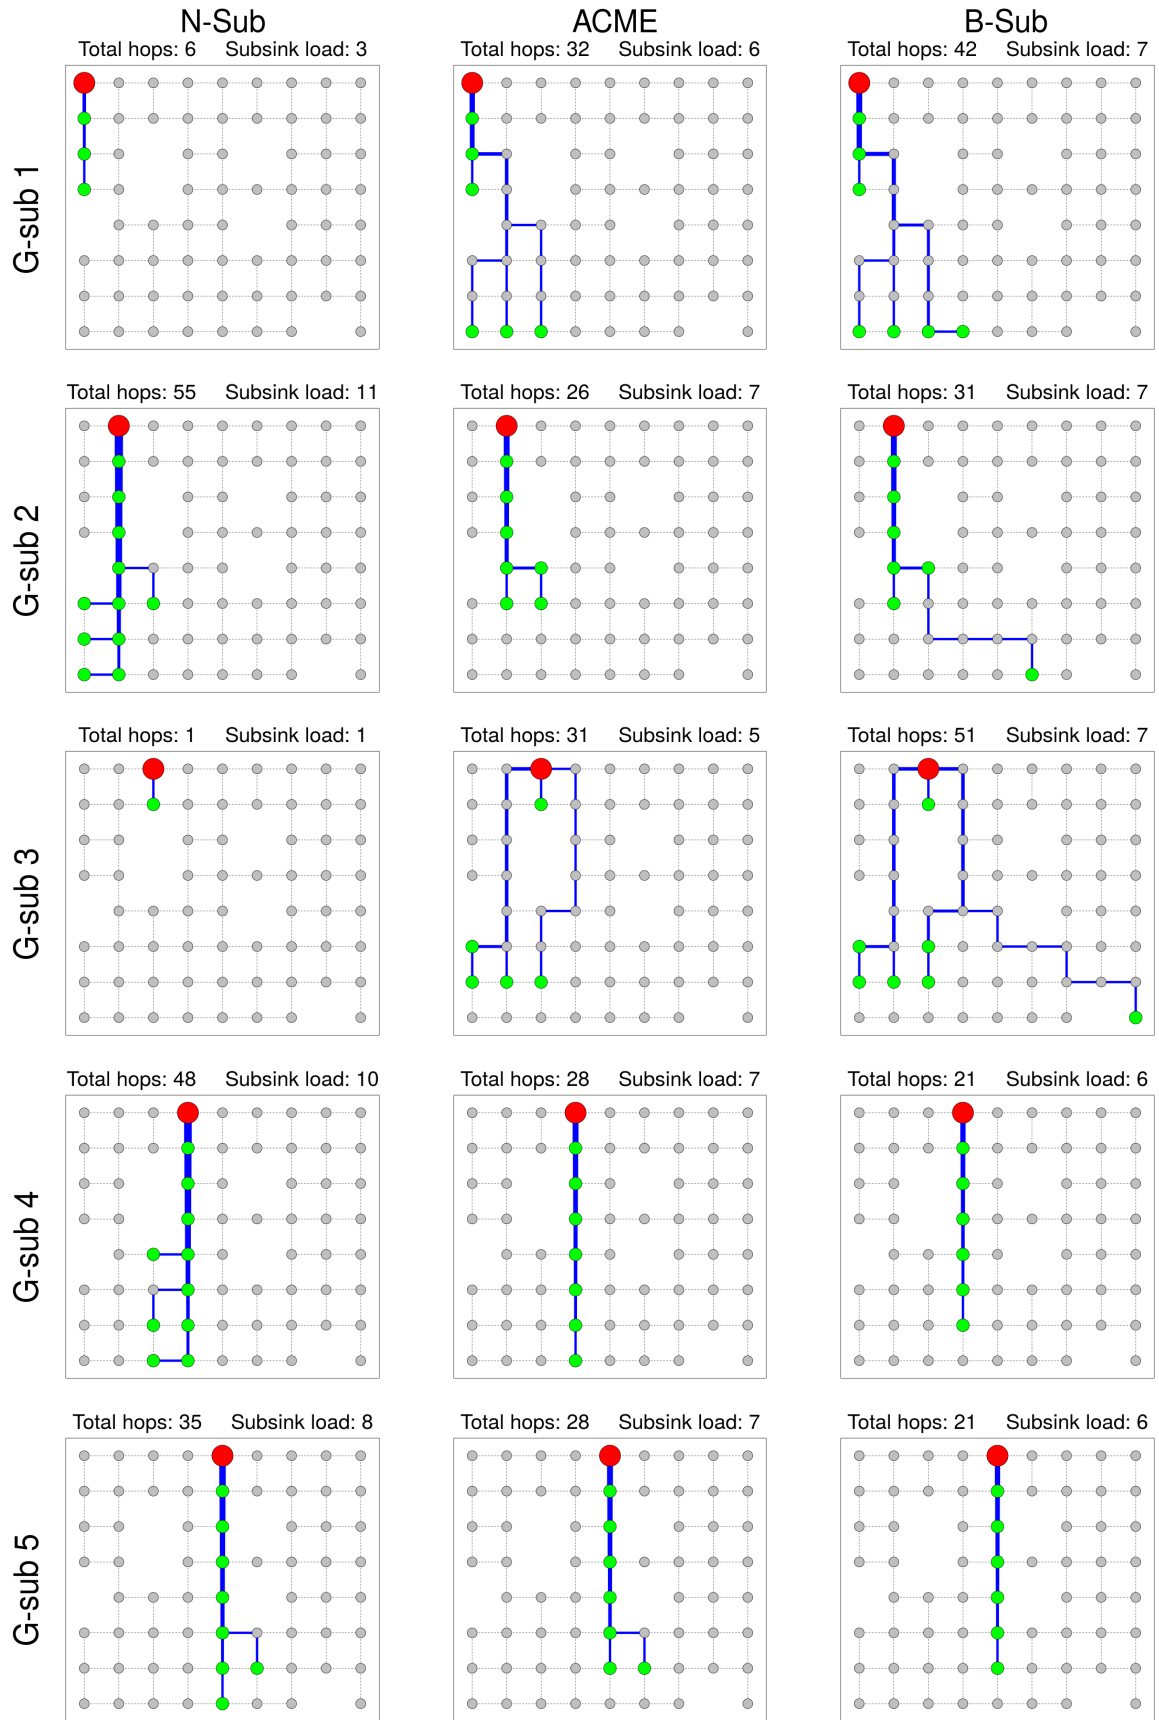 N-Sub ACME B-Sub
Total hops: 6 Subsink load: 3 Total hops: 32 Subsink load: 6 Total hops: 42 Subsink load: 7
G-sub 1
Total hops: 55 Subsink load: 11 Total hops: 26 Subsink load: 7 Total hops: 31 Subsink load: 7
G-sub 2
Total hops: 1 Subsink load: 1 Total hops: 31 Subsink load: 5 Total hops: 51 Subsink load: 7
G-sub 3
Total hops: 48 Subsink load: 10 Total hops: 28 Subsink load: 7 Total hops: 21 Subsink load: 6
G-sub 4
Total hops: 35 Subsink load: 8 Total hops: 28 Subsink load: 7 Total hops: 21 Subsink load: 6
G-sub 5